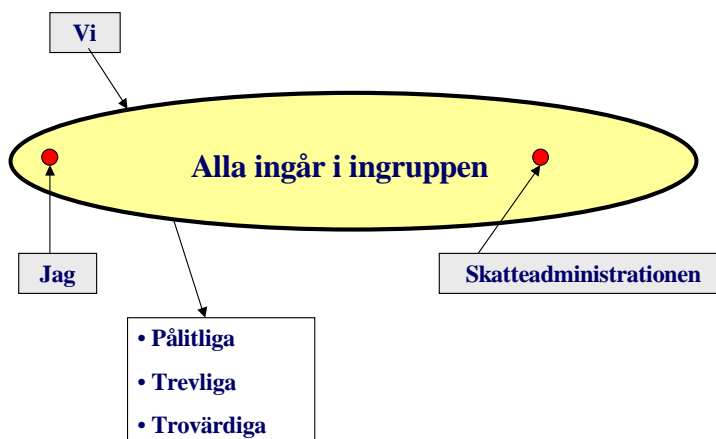 Vi
Alla ingår i ingruppen
Jag
Skatteadministrationen
• Pålitliga
• Trevliga
• Trovärdiga